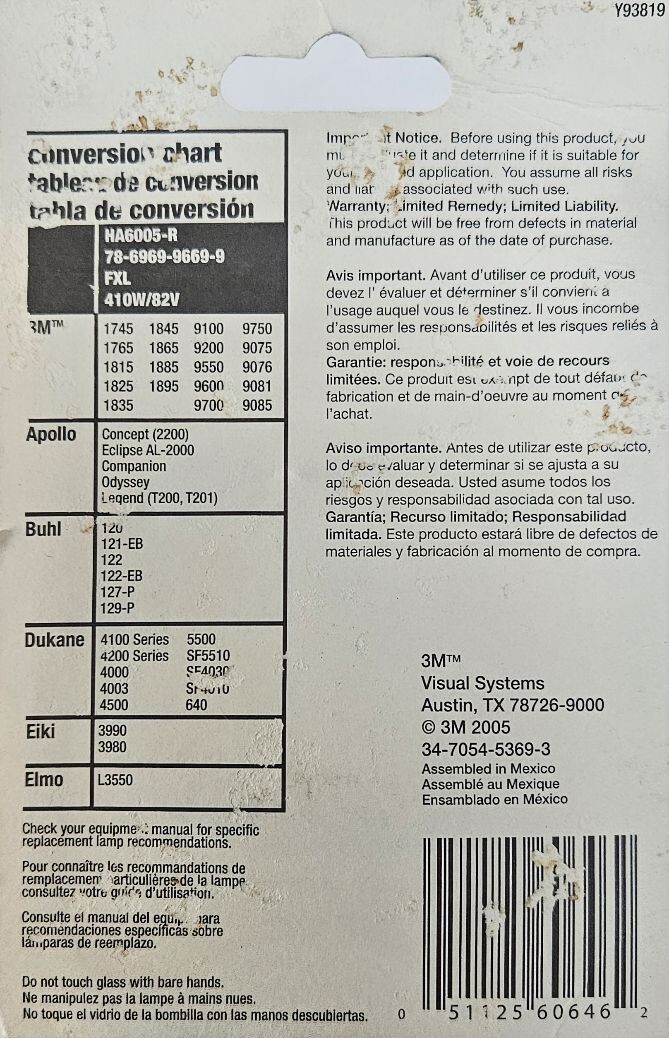 Y93819
conversion chart
tables de conversion
tabla de conversión
HA6005-R
78-6969-9669-9
FXL
410W/82V
3M™
1745 1845 9100 9750
1765 1865 9200 9075
1815 1885 9550 9076
1825 1895 9600 9081
1835 9700 9085
Apollo
Concept (2200)
Eclipse AL-2000
Companion
Odyssey
Legend (T200, T201)
Buhl
120
121-EB
122
122-EB
127-P
129-P
Dukane
4100 Series 5500
4200 Series SF5510
4000 SF4030
4003
4500 640
Eiki
3990
3980
Elmo
L3550
Check your equipment manual for specific
replacement lamp recommendations.
Pour connaître les recommandations de
remplacement particulières de la lampe
consultez votre guide d'utilisation.
Consulte el manual del equipo para
recomendaciones específicas sobre
lámparas de reemplazo.
Do not touch glass with bare hands.
Ne manipulez pas la lampe à mains nues.
No toque el vidrio de la bombilla con las manos descubiertas.
Important Notice. Before using this product, you
must evaluate it and determine if it is suitable for
your application. You assume all risks
and liability associated with such use.
Warranty; Limited Remedy; Limited Liability.
This product will be free from defects in material
and manufacture as of the date of purchase.
Avis important. Avant d'utiliser ce produit, vous
devez l' évaluer et déterminer s'il convient à
l'usage auquel vous le destinez. Il vous incombe
d'assumer les responsabilités et les risques reliés à
son emploi.
Garantie: responsabilité et voie de recours
limitées. Ce produit est exempt de tout défaut de
fabrication et de main-d'oeuvre au moment de
l'achat.
Aviso importante. Antes de utilizar este producto,
lo debe evaluar y determinar si se ajusta a su
aplicación deseada. Usted asume todos los
riesgos y responsabilidad asociada con tal uso.
Garantía; Recurso limitado; Responsabilidad
limitada. Este producto estará libre de defectos de
materiales y fabricación al momento de compra.
3M™
Visual Systems
Austin, TX 78726-9000
© 3M 2005
34-7054-5369-3
Assembled in Mexico
Assemblé au Mexique
Ensamblado en México
0 51125 60646 2